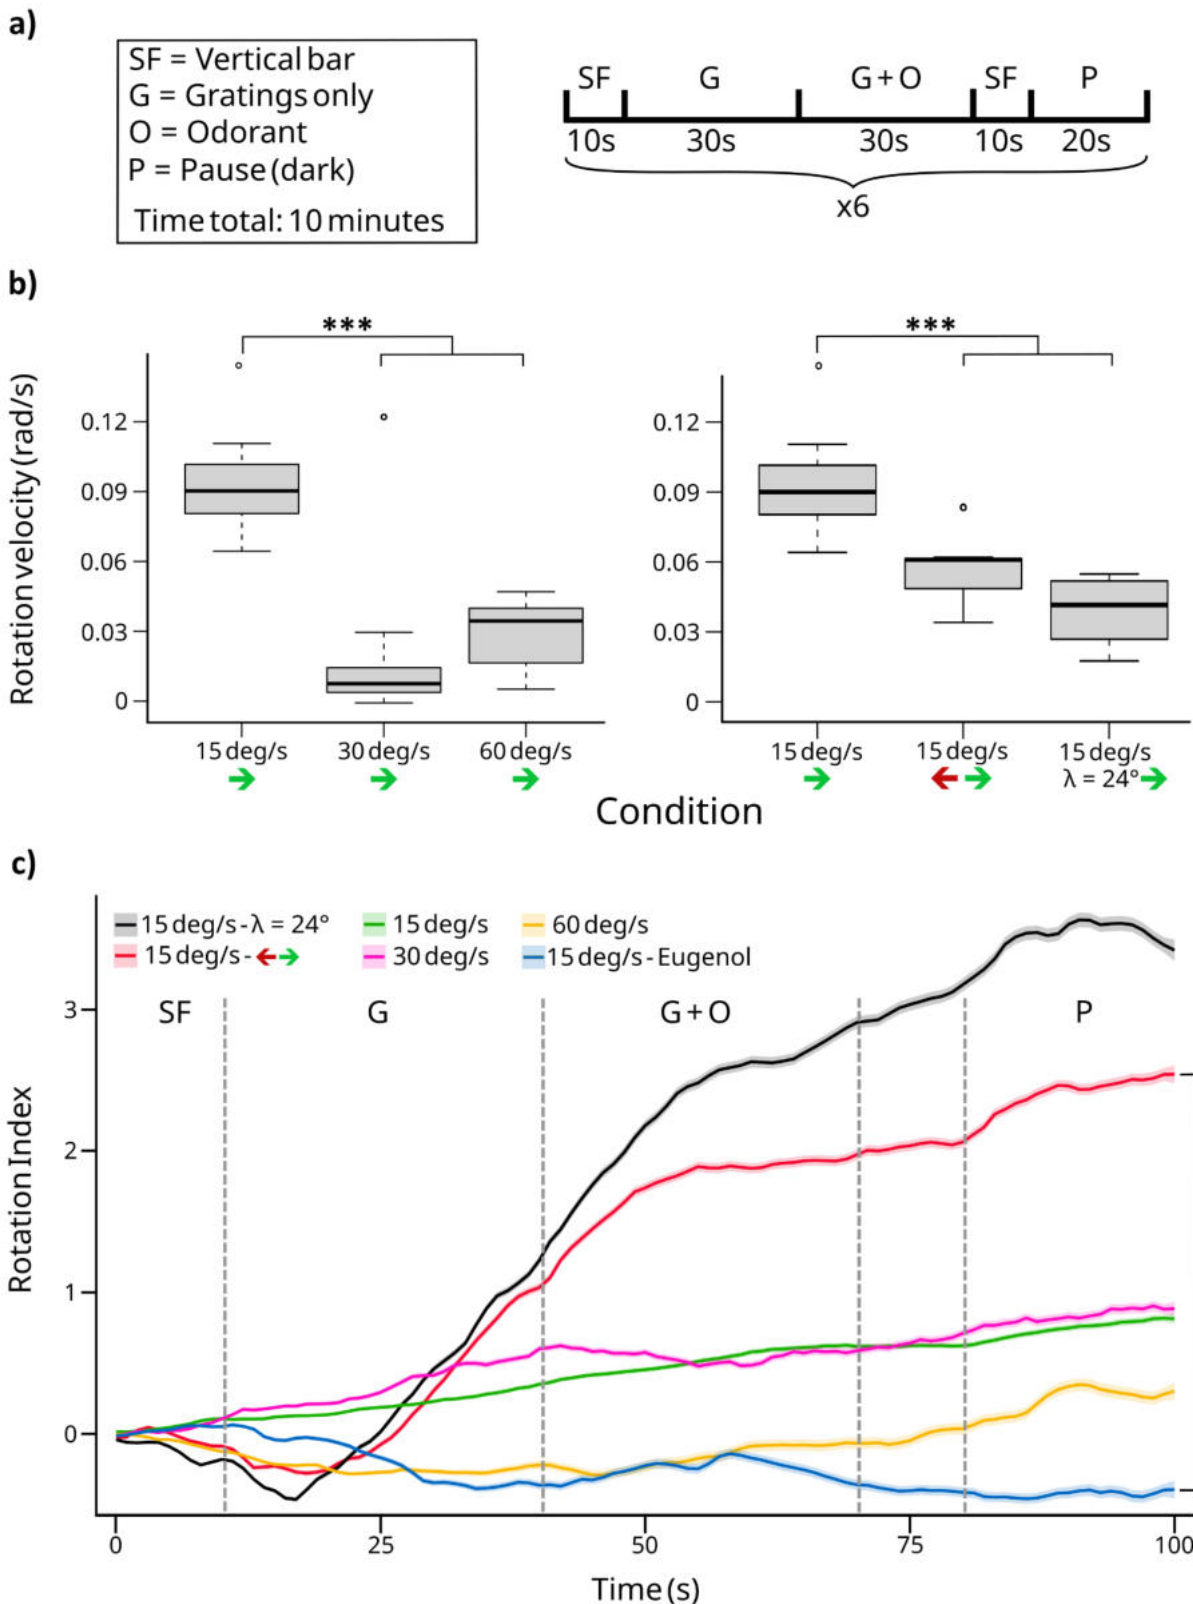 a)
SF = Vertical bar
G = Gratings only
O = Odorant
P = Pause (dark)
Time total: 10 minutes
SF G G + O SF P
10s 30s 30s 10s 20s
x6
b)
*** ***
Rotation velocity (rad/s)
0.12
0.09
0.06
0.03
0
0.12
0.09
0.06
0.03
0
15 deg/s 30 deg/s 60 deg/s 15 deg/s 15 deg/s 15 deg/s
λ = 24°
Condition
c)
15 deg/s - λ = 24° 15 deg/s 60 deg/s
15 deg/s - 30 deg/s 15 deg/s - Eugenol
SF G G + O P
Rotation Index
3
2
1
0
0 25 50 75 100
Time (s)